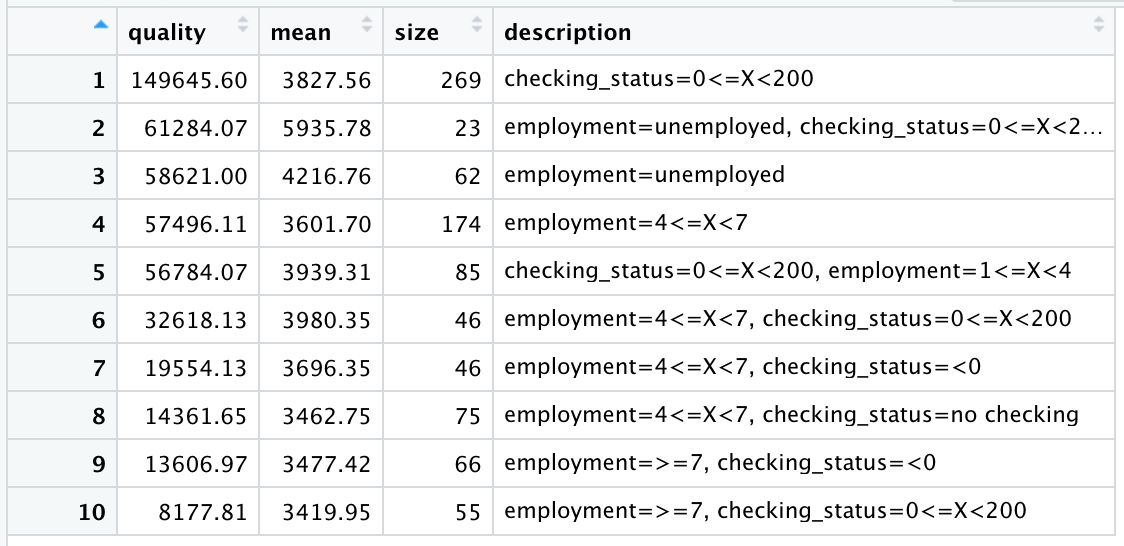 quality mean size description
1 149645.60 3827.56 269 checking_status=0<=X<200
2 61284.07 5935.78 23 employment=unemployed, checking_status=0<=X<2...
3 58621.00 4216.76 62 employment=unemployed
4 57496.11 3601.70 174 employment=4<=X<7
5 56784.07 3939.31 85 checking_status=0<=X<200, employment=1<=X<4
6 32618.13 3980.35 46 employment=4<=X<7, checking_status=0<=X<200
7 19554.13 3696.35 46 employment=4<=X<7, checking_status=<0
8 14361.65 3462.75 75 employment=4<=X<7, checking_status=no checking
9 13606.97 3477.42 66 employment=>=7, checking_status=<0
10 8177.81 3419.95 55 employment=>=7, checking_status=0<=X<200